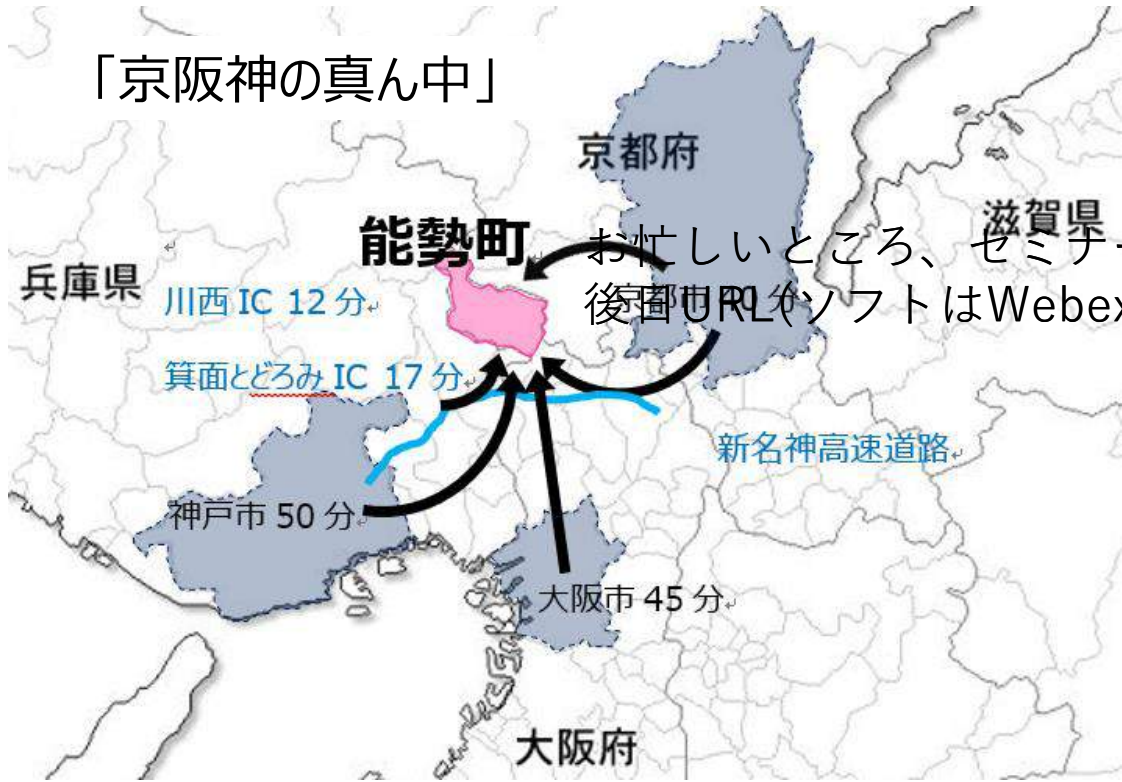 「京阪神の真ん中」
京都府
滋賀県
能勢町
お忙しいところ、セミナー
兵庫県
川西 IC 12 分
後日URL(ソフトはWebex
箕面とどろみ IC 17 分
新名神高速道路
神戸市 50 分
大阪市 45 分
大阪府